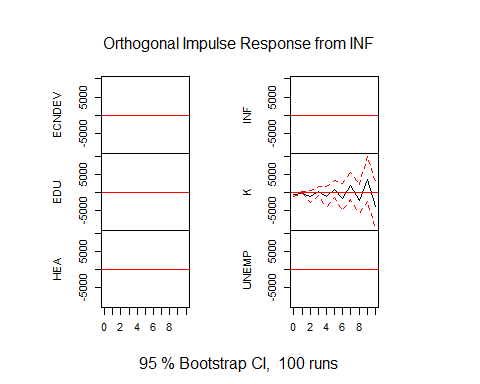 Orthogonal Impulse Response from INF
ECNDEV
-5000 5000
EDU
-5000 5000
HEA
-5000 5000
0 2 4 6 8
INF
-5000 5000
K
-5000 5000
UNEMP
-5000 5000
0 2 4 6 8
95 % Bootstrap CI, 100 runs